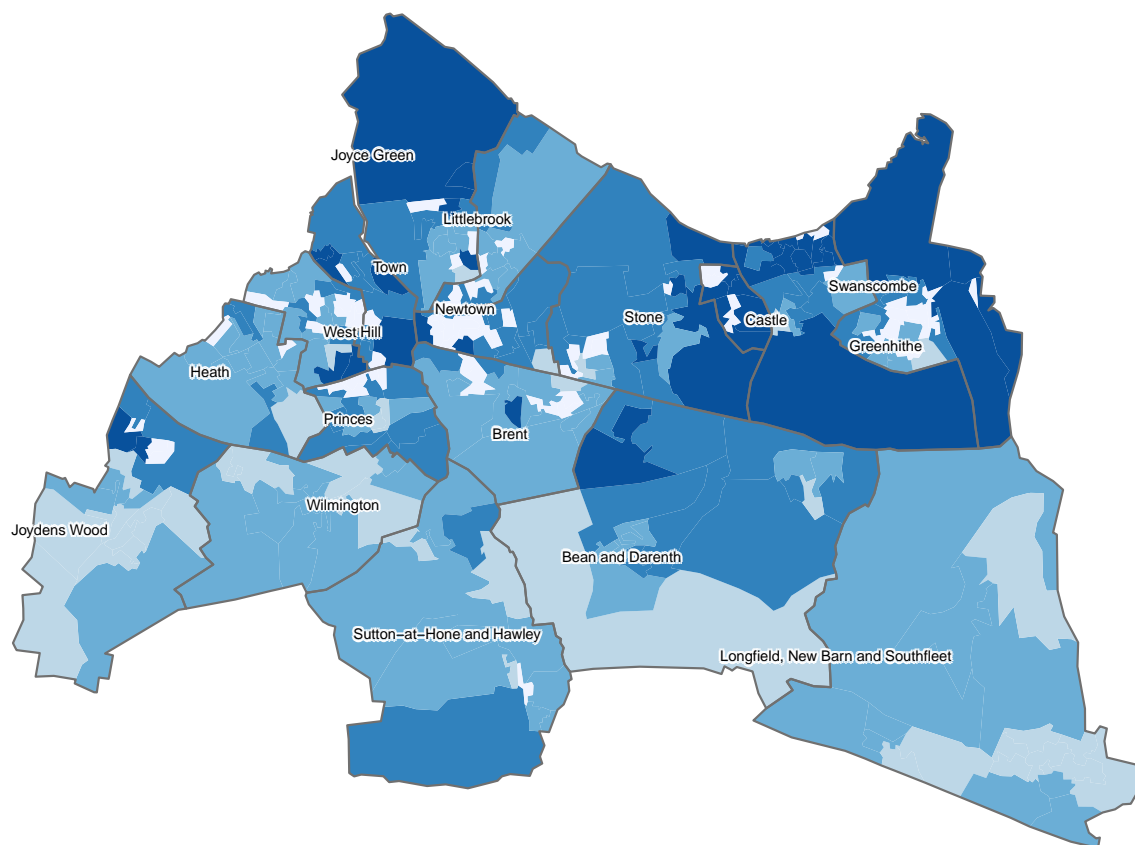 Joyce Green
Littlebrook
Town
Swanscombe
Newtown
Stone
Castle
West Hill
Greenhithe
Heath
Princes
Brent
Wilmington
Joydens Wood
Bean and Darenth
Sutton−at−Hone and Hawley
Longfield, New Barn and Southfleet